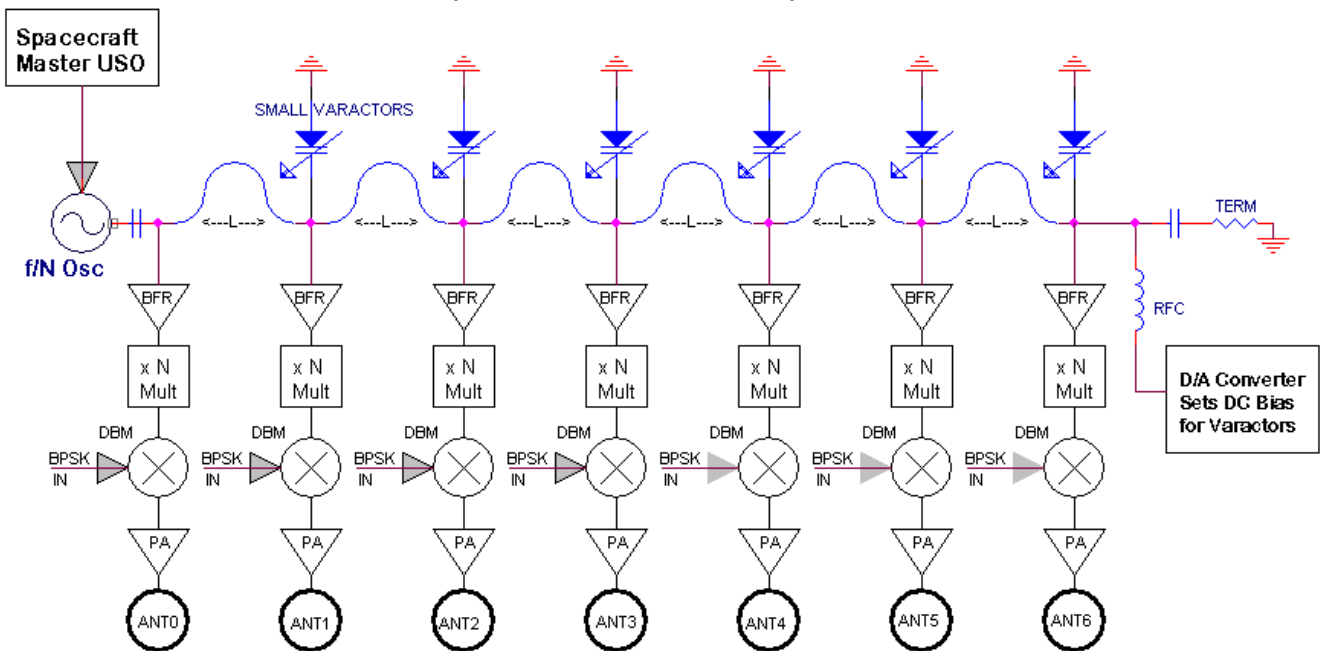 Spacecraft
Master USO
SMALL VARACTORS
<--L--> <--L--> <--L--> <--L--> <--L--> <--L-->
TERM
f/N Osc
BFR BFR BFR BFR BFR BFR BFR
RFC
x N x N x N x N x N x N x N
Mult Mult Mult Mult Mult Mult Mult
D/A Converter
Sets DC Bias
for Varactors
DBM DBM DBM DBM DBM DBM DBM
BPSK BPSK BPSK BPSK BPSK BPSK BPSK
IN IN IN IN IN IN IN
PA PA PA PA PA PA PA
ANT0 ANT1 ANT2 ANT3 ANT4 ANT5 ANT6